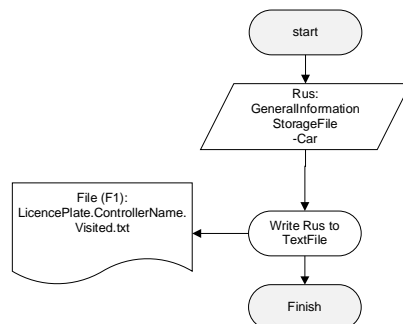 start
Rus:
GeneralInformation
StorageFile
-Car
File (F1):
LicencePlate.ControllerName.
Visited.txt
Write Rus to
TextFile
Finish